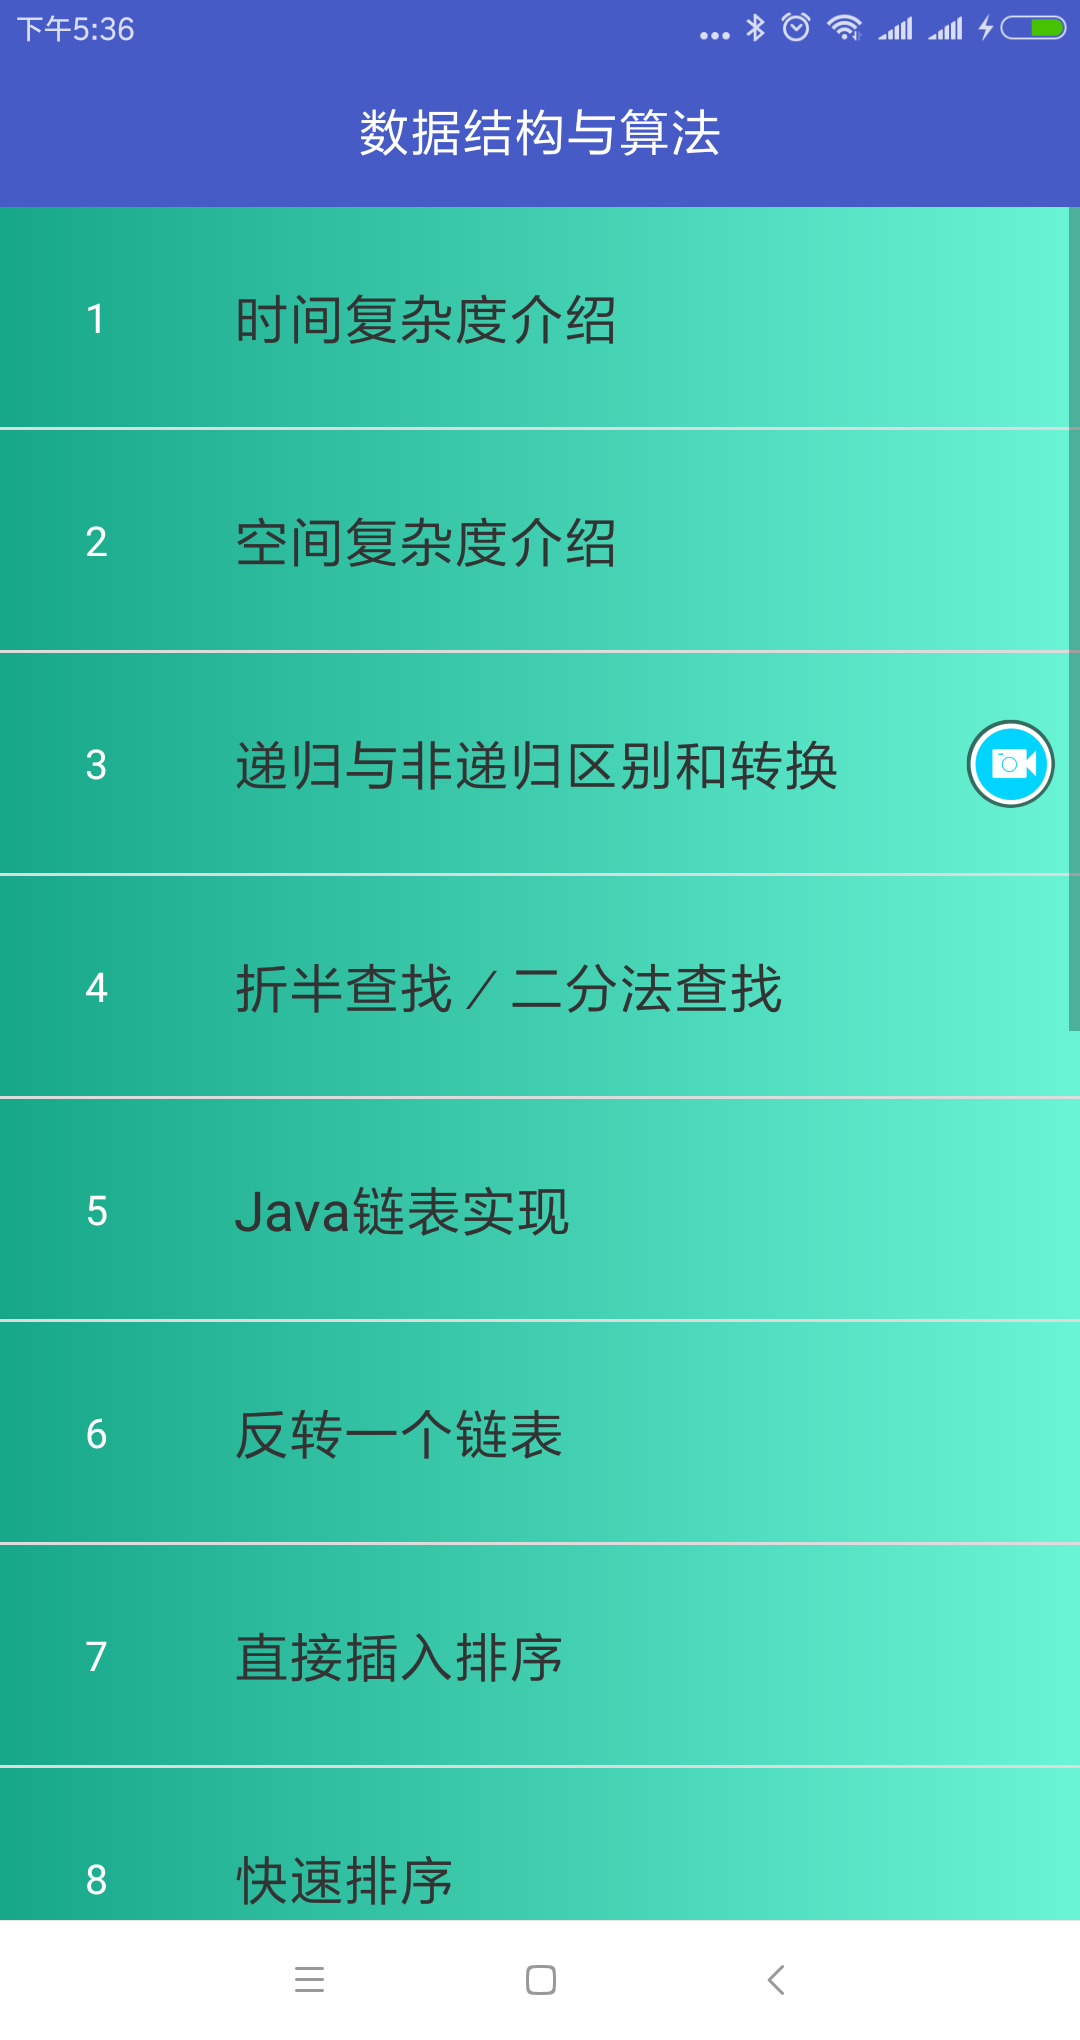 下午5:36
数据结构与算法
1 时间复杂度介绍
2 空间复杂度介绍
3 递归与非递归区别和转换
4 折半查找／二分法查找
5 Java链表实现
6 反转一个链表
7 直接插入排序
8 快速排序